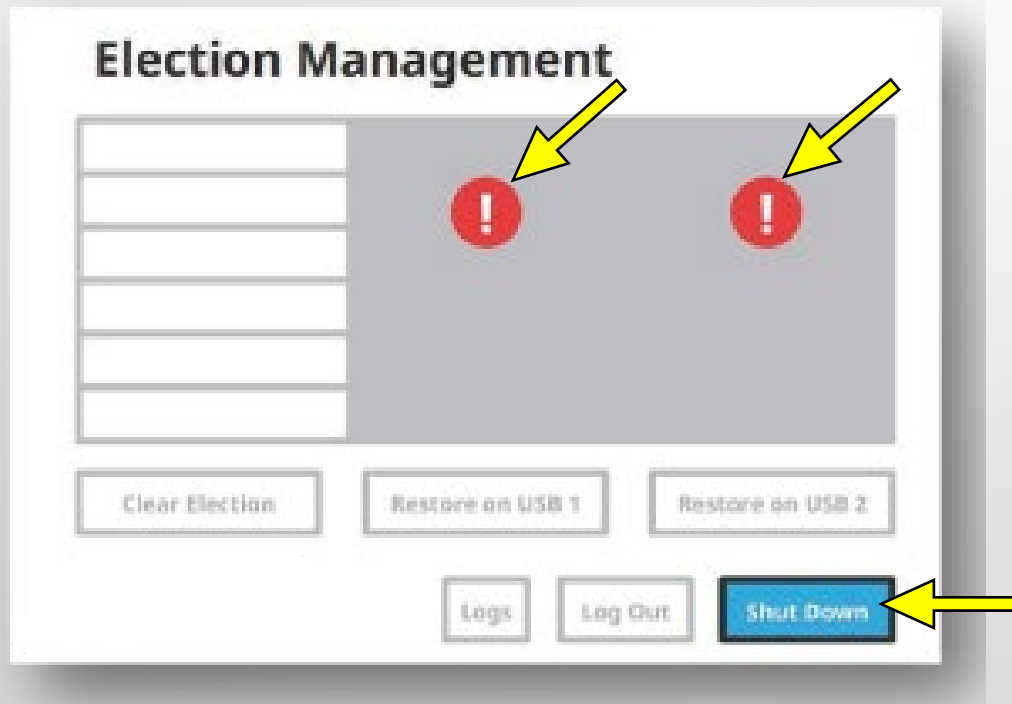 Election Management
!
!
Clear Election
Restore on USB 1
Restore on USB 2
Logs
Log Out
Shut Down